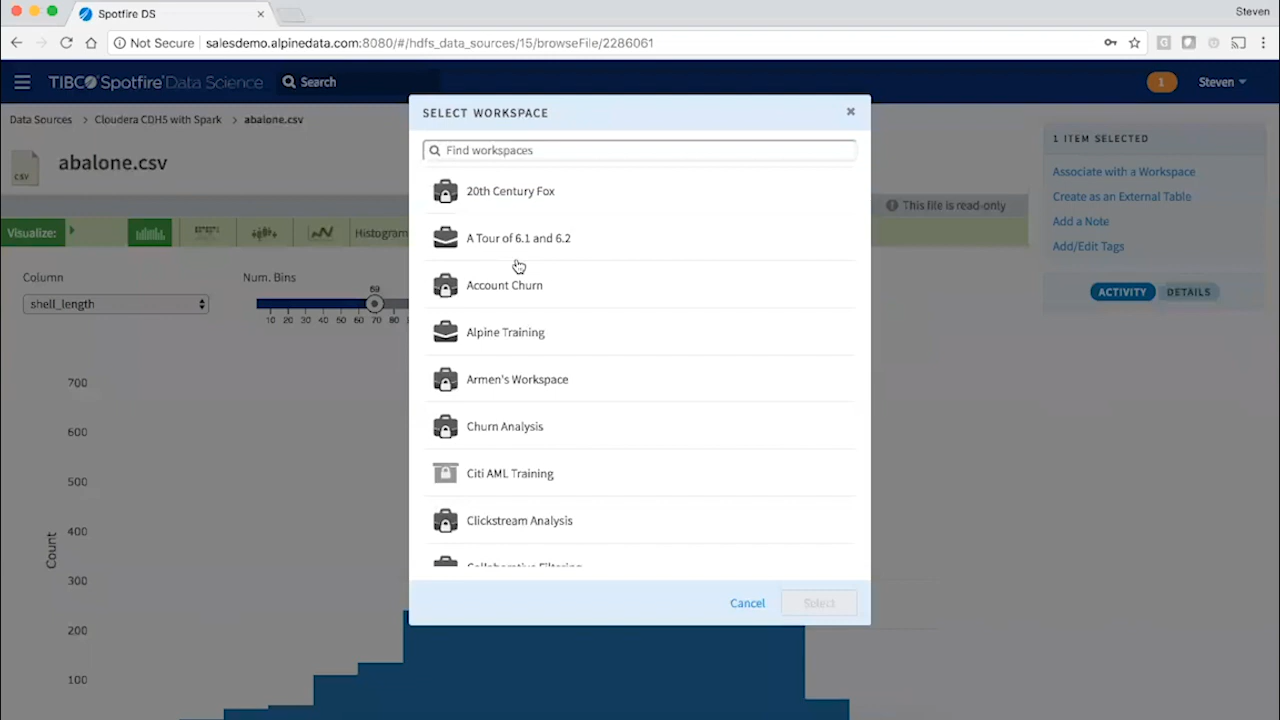 Spotfire DS
Steven
Not Secure salesdemo.alpinedata.com:8080/#/hdfs_data_sources/15/browseFile/2286061
TIBCO Spotfire Data Science
Search
1
Steven
Data Sources > Cloudera CDH5 with Spark > abalone.csv
CSV
abalone.csv
This file is read-only
Visualize:
Histogram
Column
Num. Bins
shell_length
69
10 20 30 40 50 60 70 80
Count
700
600
500
400
300
200
100
SELECT WORKSPACE
Find workspaces
20th Century Fox
A Tour of 6.1 and 6.2
Account Churn
Alpine Training
Armen's Workspace
Churn Analysis
Citi AML Training
Clickstream Analysis
Collaborative Filtering
Cancel
Select
1 ITEM SELECTED
Associate with a Workspace
Create as an External Table
Add a Note
Add/Edit Tags
ACTIVITY
DETAILS